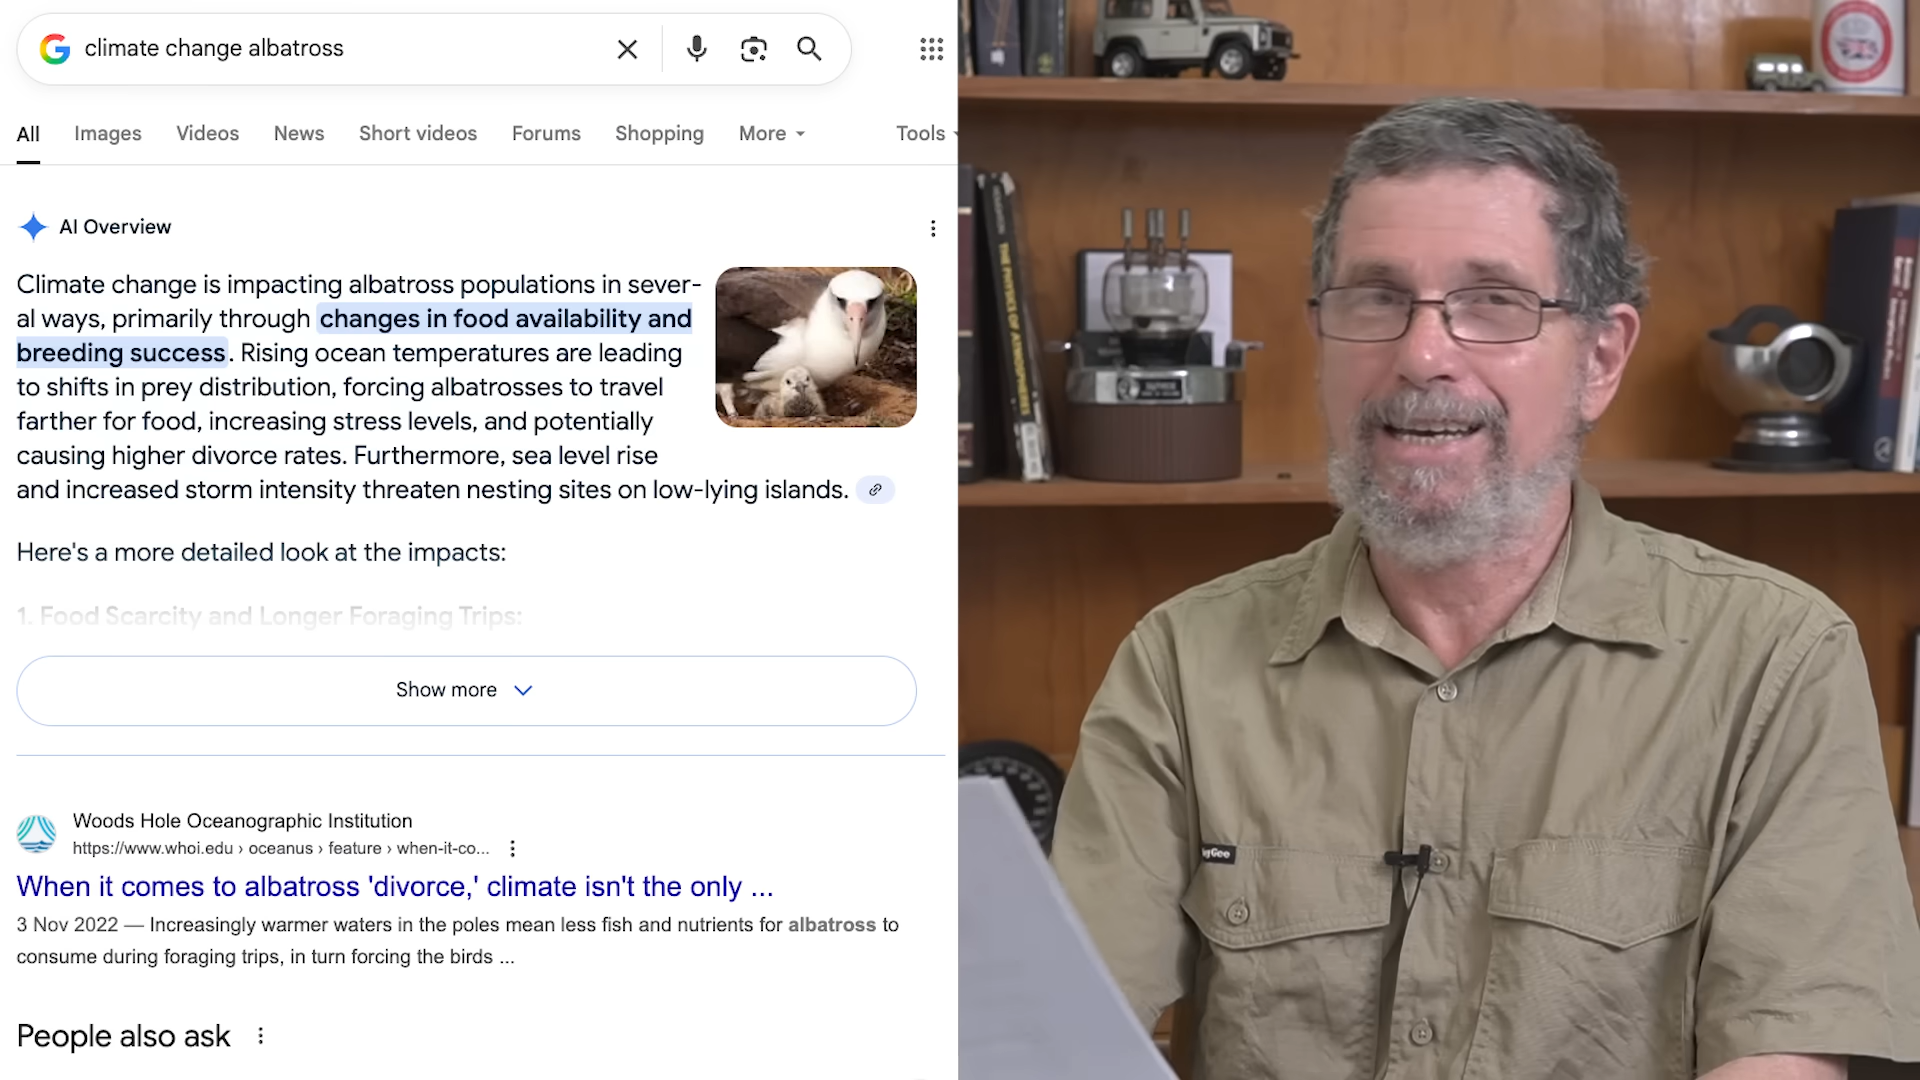 climate change albatross
All Images Videos News Short videos Forums Shopping More Tools
AI Overview
Climate change is impacting albatross populations in sever-
al ways, primarily through changes in food availability and
breeding success. Rising ocean temperatures are leading
to shifts in prey distribution, forcing albatrosses to travel
farther for food, increasing stress levels, and potentially
causing higher divorce rates. Furthermore, sea level rise
and increased storm intensity threaten nesting sites on low-lying islands.
Here's a more detailed look at the impacts:
1. Food Scarcity and Longer Foraging Trips:
Show more
Woods Hole Oceanographic Institution
https://www.whoi.edu › oceanus › feature › when-it-co...
When it comes to albatross 'divorce,' climate isn't the only ...
3 Nov 2022 — Increasingly warmer waters in the poles mean less fish and nutrients for albatross to
consume during foraging trips, in turn forcing the birds ...
People also ask
THE PHYSICS OF ATMOSPHERES